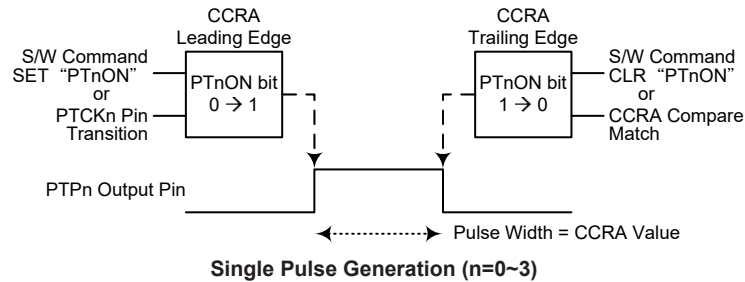 CCRA
Leading Edge
S/W Command
SET “PTnON”
or
PTCKn Pin
Transition
PTnON bit
0 → 1
CCRA
Trailing Edge
PTnON bit
1 → 0
S/W Command
CLR “PTnON”
or
CCRA Compare
Match
PTPn Output Pin
Pulse Width = CCRA Value
Single Pulse Generation (n=0~3)